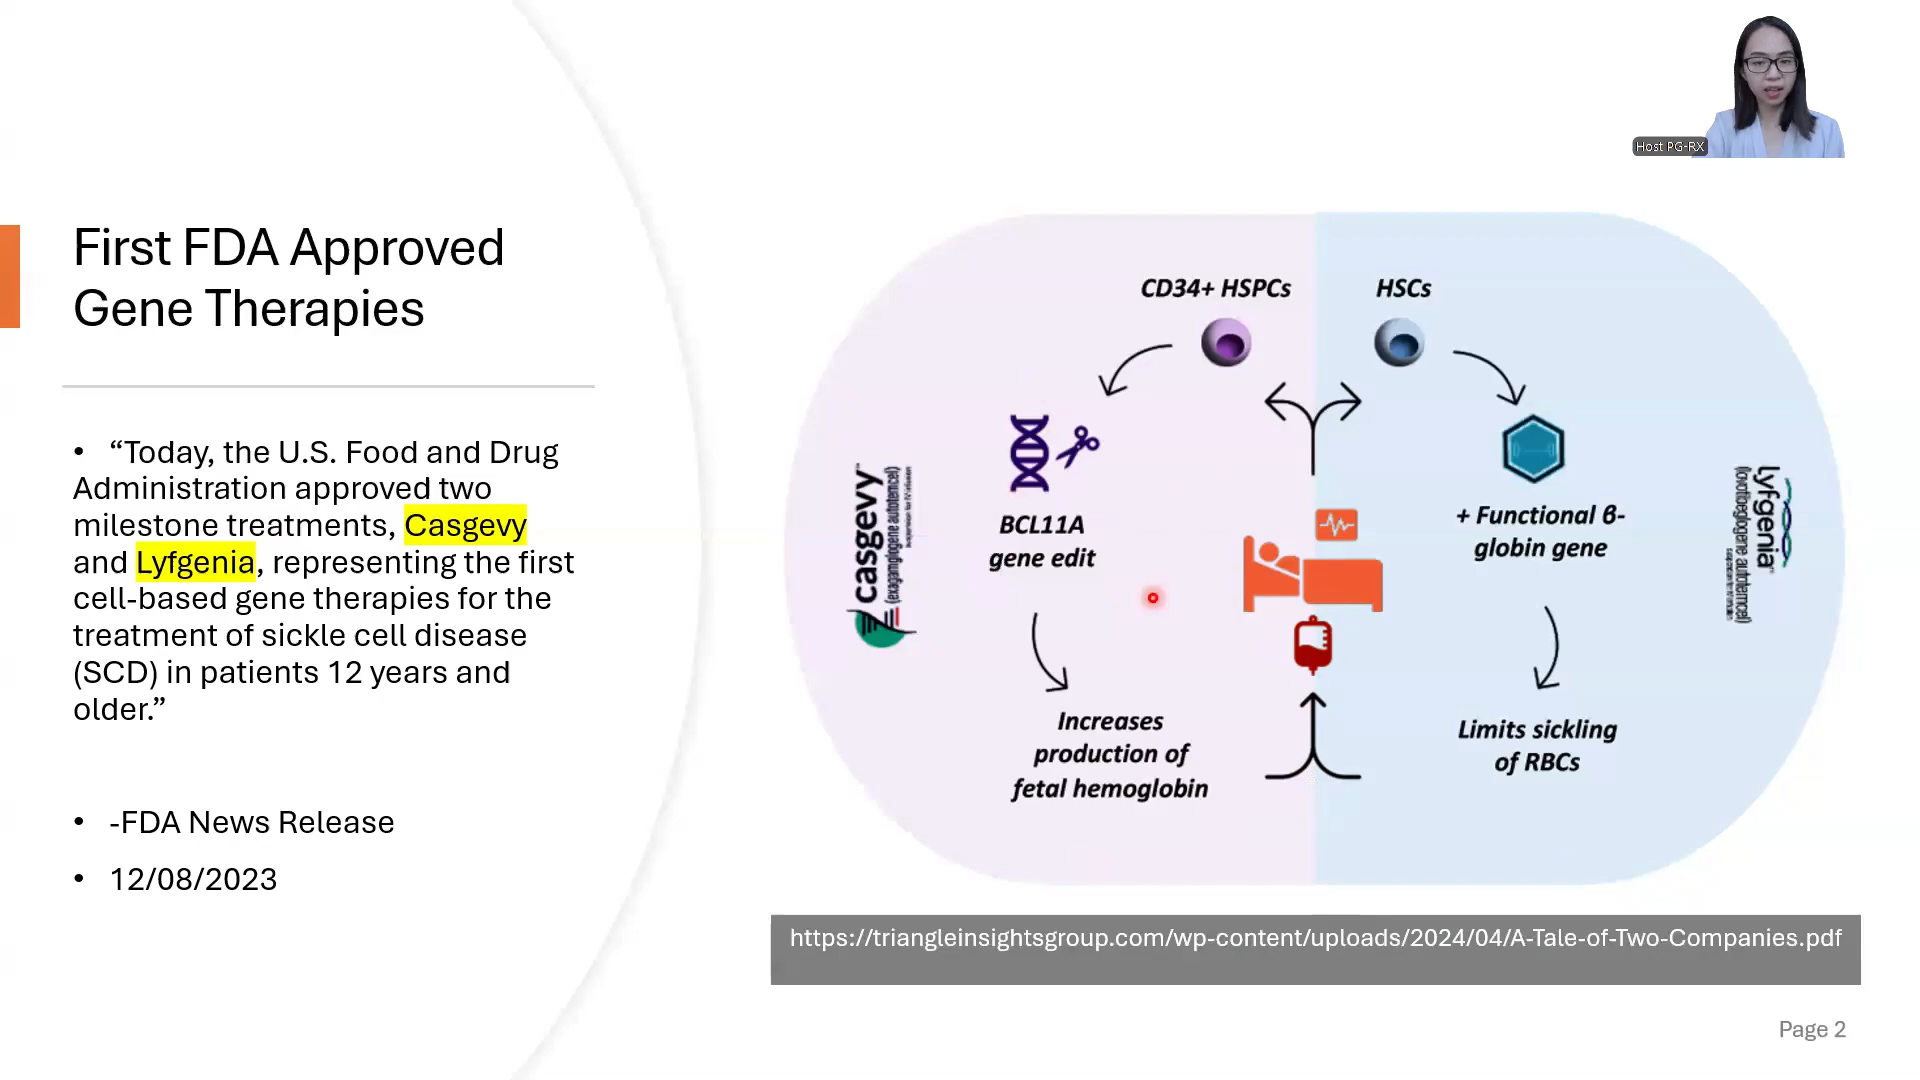 Host PG-RX
First FDA Approved
Gene Therapies
• “Today, the U.S. Food and Drug
Administration approved two
milestone treatments, Casgevy
and Lyfgenia, representing the first
cell-based gene therapies for the
treatment of sickle cell disease
(SCD) in patients 12 years and
older.”
• -FDA News Release
• 12/08/2023
CD34+ HSPCs
HSCs
BCL11A
gene edit
Increases
production of
fetal hemoglobin
+ Functional β-
globin gene
Limits sickling
of RBCs
casgevy™
(exagamglogene autotemcel)
Lyfgenia™
(lovotibeglogene autotemcel)
https://triangleinsightsgroup.com/wp-content/uploads/2024/04/A-Tale-of-Two-Companies.pdf
Page 2